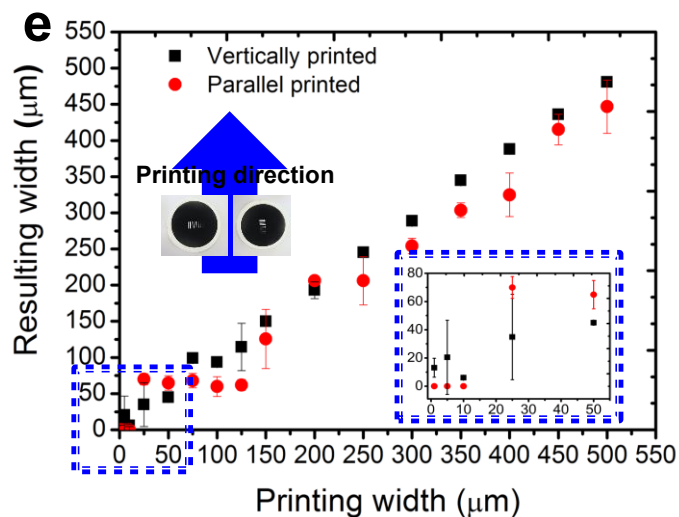 e
Vertically printed
Parallel printed
Printing direction
Resulting width (μm)
550
500
450
400
350
300
250
200
150
100
50
0
0 50 100 150 200 250 300 350 400 450 500 550
Printing width (μm)
80
60
40
20
0
0 10 20 30 40 50